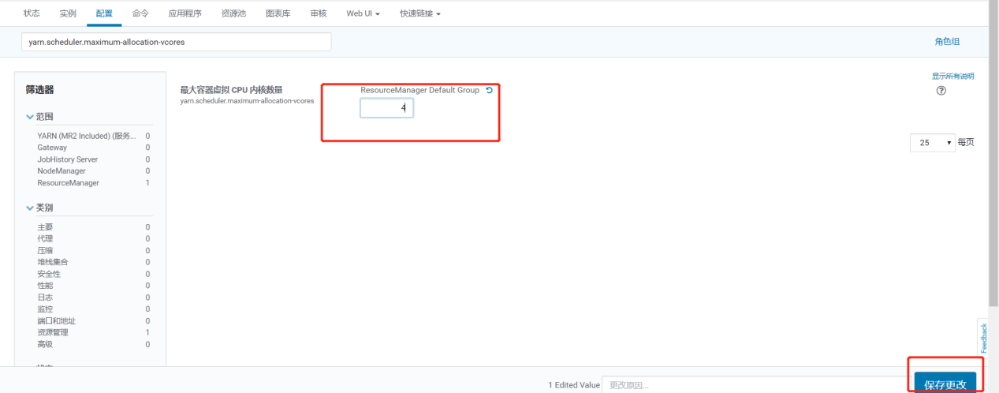 状态 实例 配置 命令 应用程序 资源池 图表库 审核 Web UI 快速链接
yarn.scheduler.maximum-allocation-vcores 角色组
显示所有说明
筛选器
最大容器虚拟 CPU 内核数量 ResourceManager Default Group
yarn.scheduler.maximum-allocation-vcores
4
范围
25 每页
YARN (MR2 Included) (服务... 0
Gateway 0
JobHistory Server 0
NodeManager 0
ResourceManager 1
类别
主要 0
代理 0
压缩 0
堆栈集合 0
安全性 0
性能 0
日志 0
监控 0
端口和地址 0
资源管理 1
高级 0
Feedback
1 Edited Value 更改原因... 保存更改